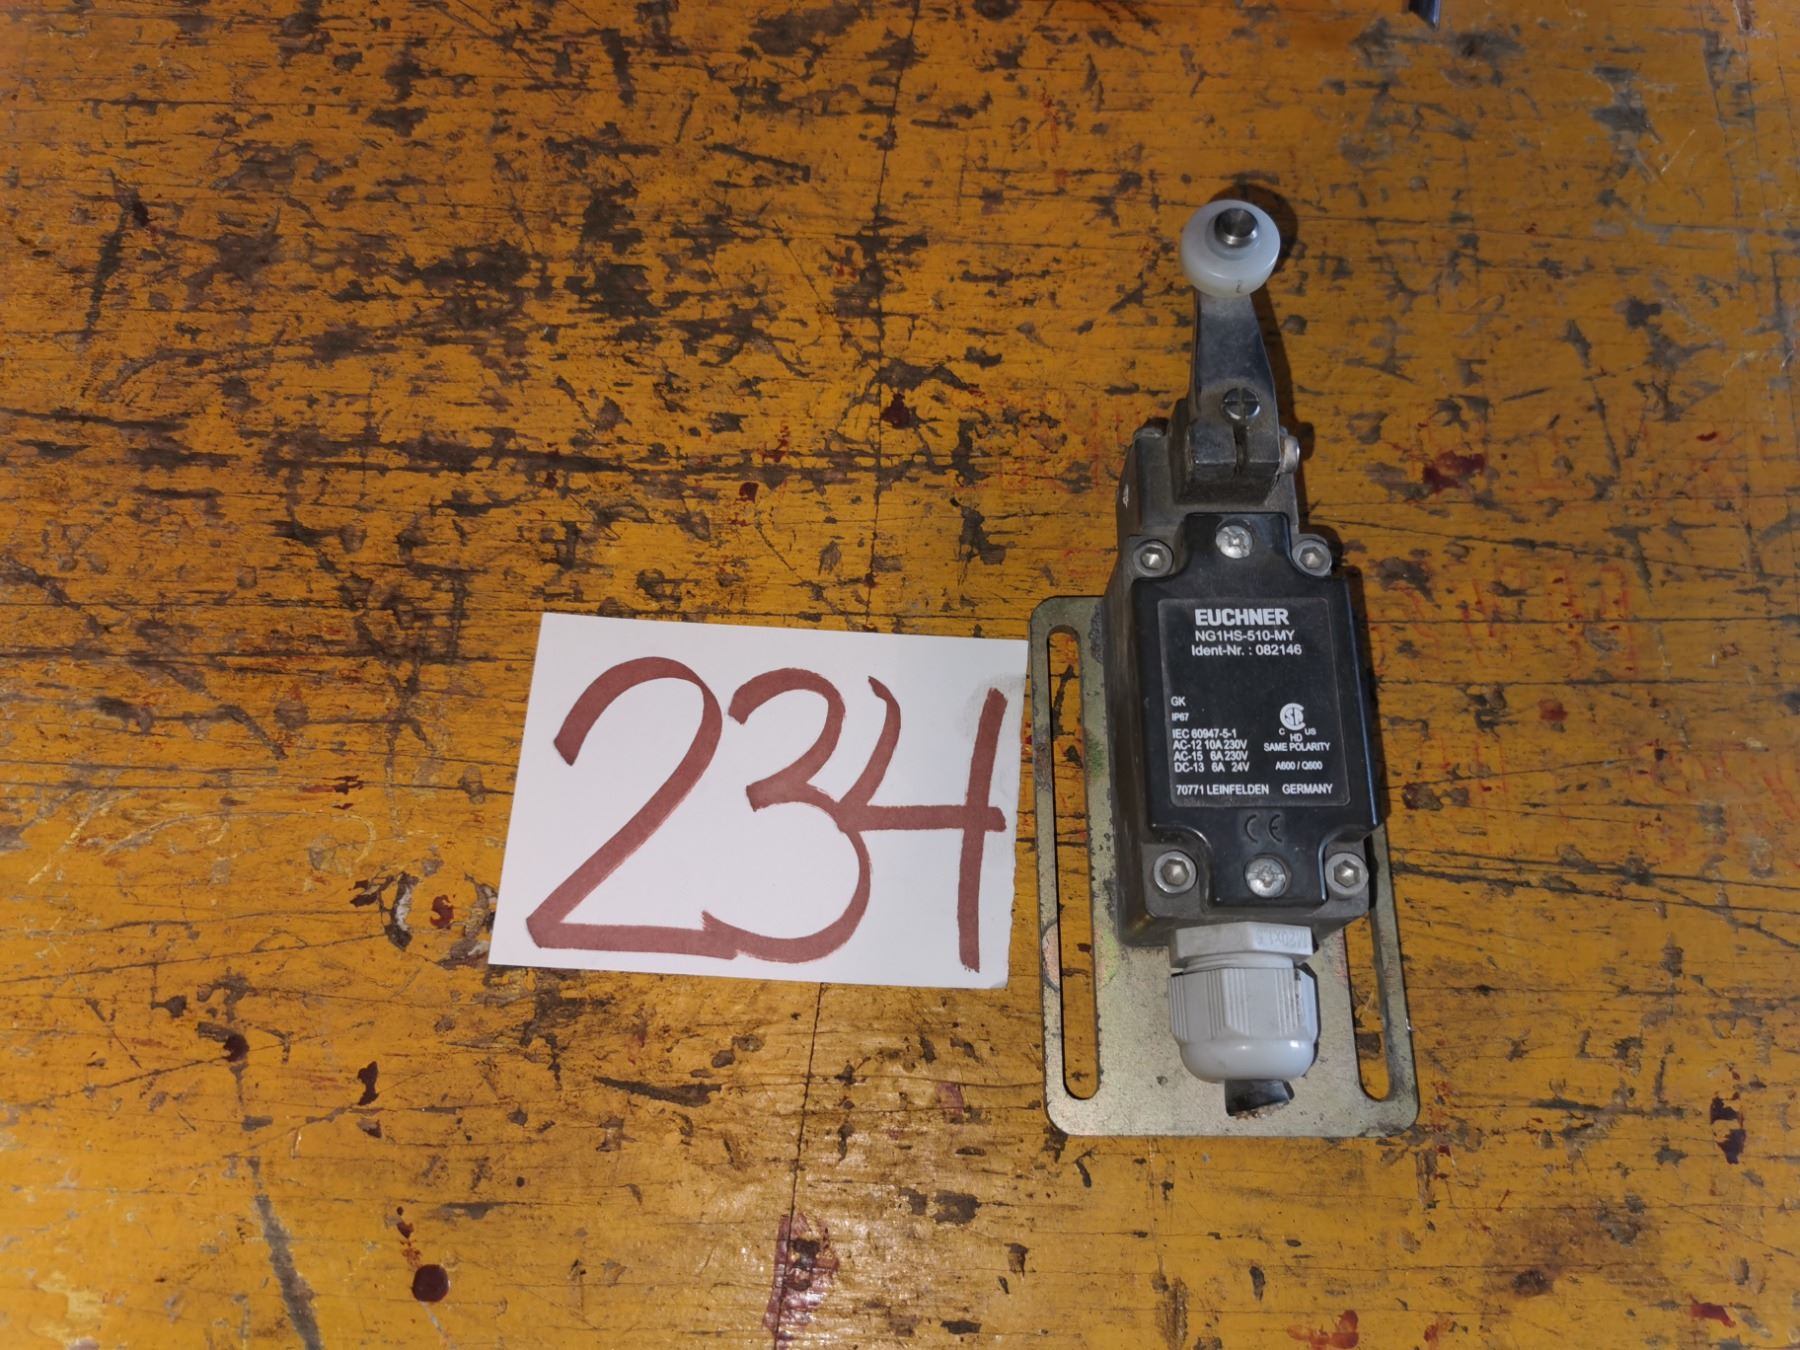 234
EUCHNER
NG1HS-510-MY
Ident-Nr. : 082146
GK
IP67
IEC 60947-5-1
AC-12 10A 230V
AC-15 6A 230V
DC-13 6A 24V
C US
HD
SAME POLARITY
A600 / Q600
70771 LEINFELDEN GERMANY
CE